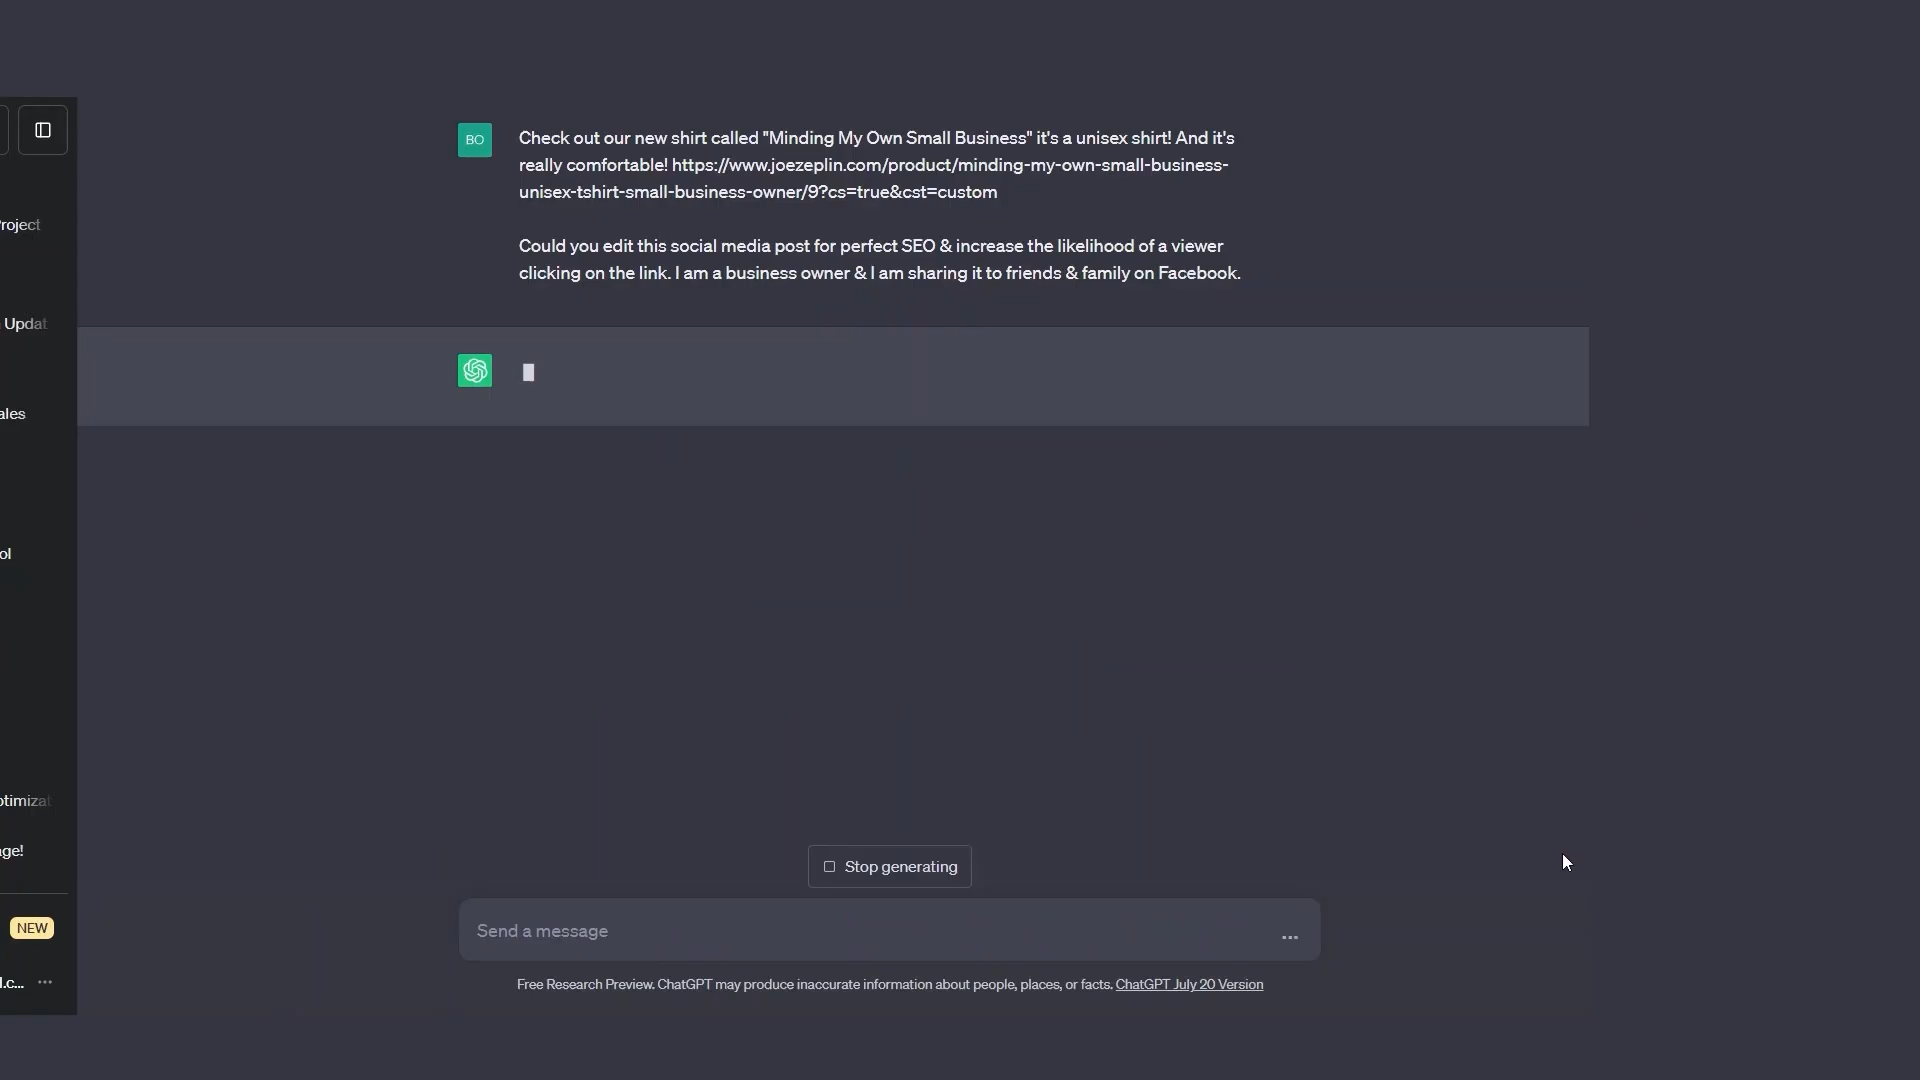 BO
Check out our new shirt called "Minding My Own Small Business" it's a unisex shirt! And it's
really comfortable! https://www.joezeplin.com/product/minding-my-own-small-business-
unisex-tshirt-small-business-owner/9?cs=true&cst=custom
roject
Could you edit this social media post for perfect SEO & increase the likelihood of a viewer
clicking on the link. I am a business owner & I am sharing it to friends & family on Facebook.
Updat
ales
ol
otimizat
age!
Stop generating
NEW
Send a message
l.c...
Free Research Preview. ChatGPT may produce inaccurate information about people, places, or facts. ChatGPT July 20 Version